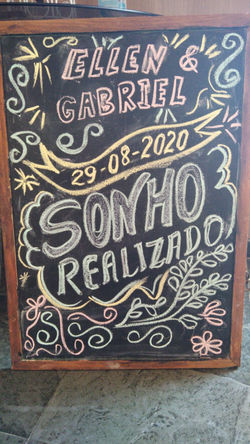 ELLEN &
GABRIEL
29-08-2020
SONHO
REALIZADO